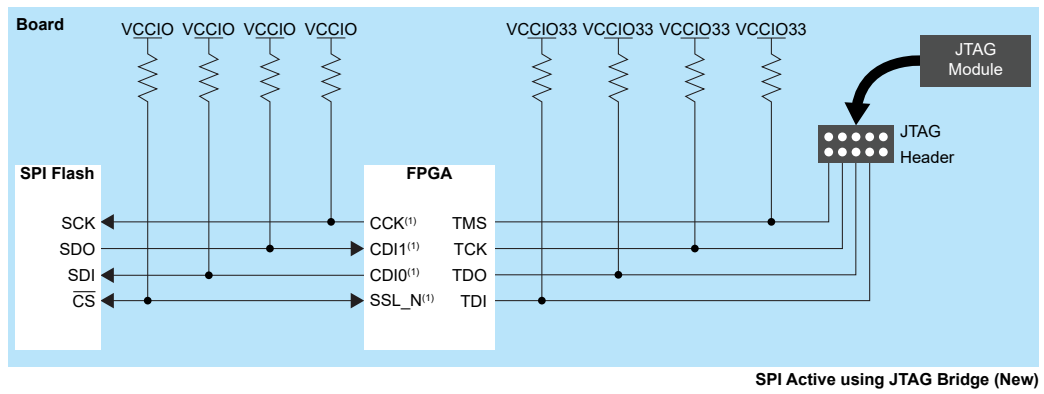 Board
VCCIO VCCIO VCCIO VCCIO
VCCIO33 VCCIO33 VCCIO33 VCCIO33
JTAG
Module
JTAG
Header
SPI Flash
FPGA
SCK
CCK(1)
TMS
SDO
CDI1(1)
TCK
SDI
CDI0(1)
TDO
CS
SSL_N(1)
TDI
SPI Active using JTAG Bridge (New)